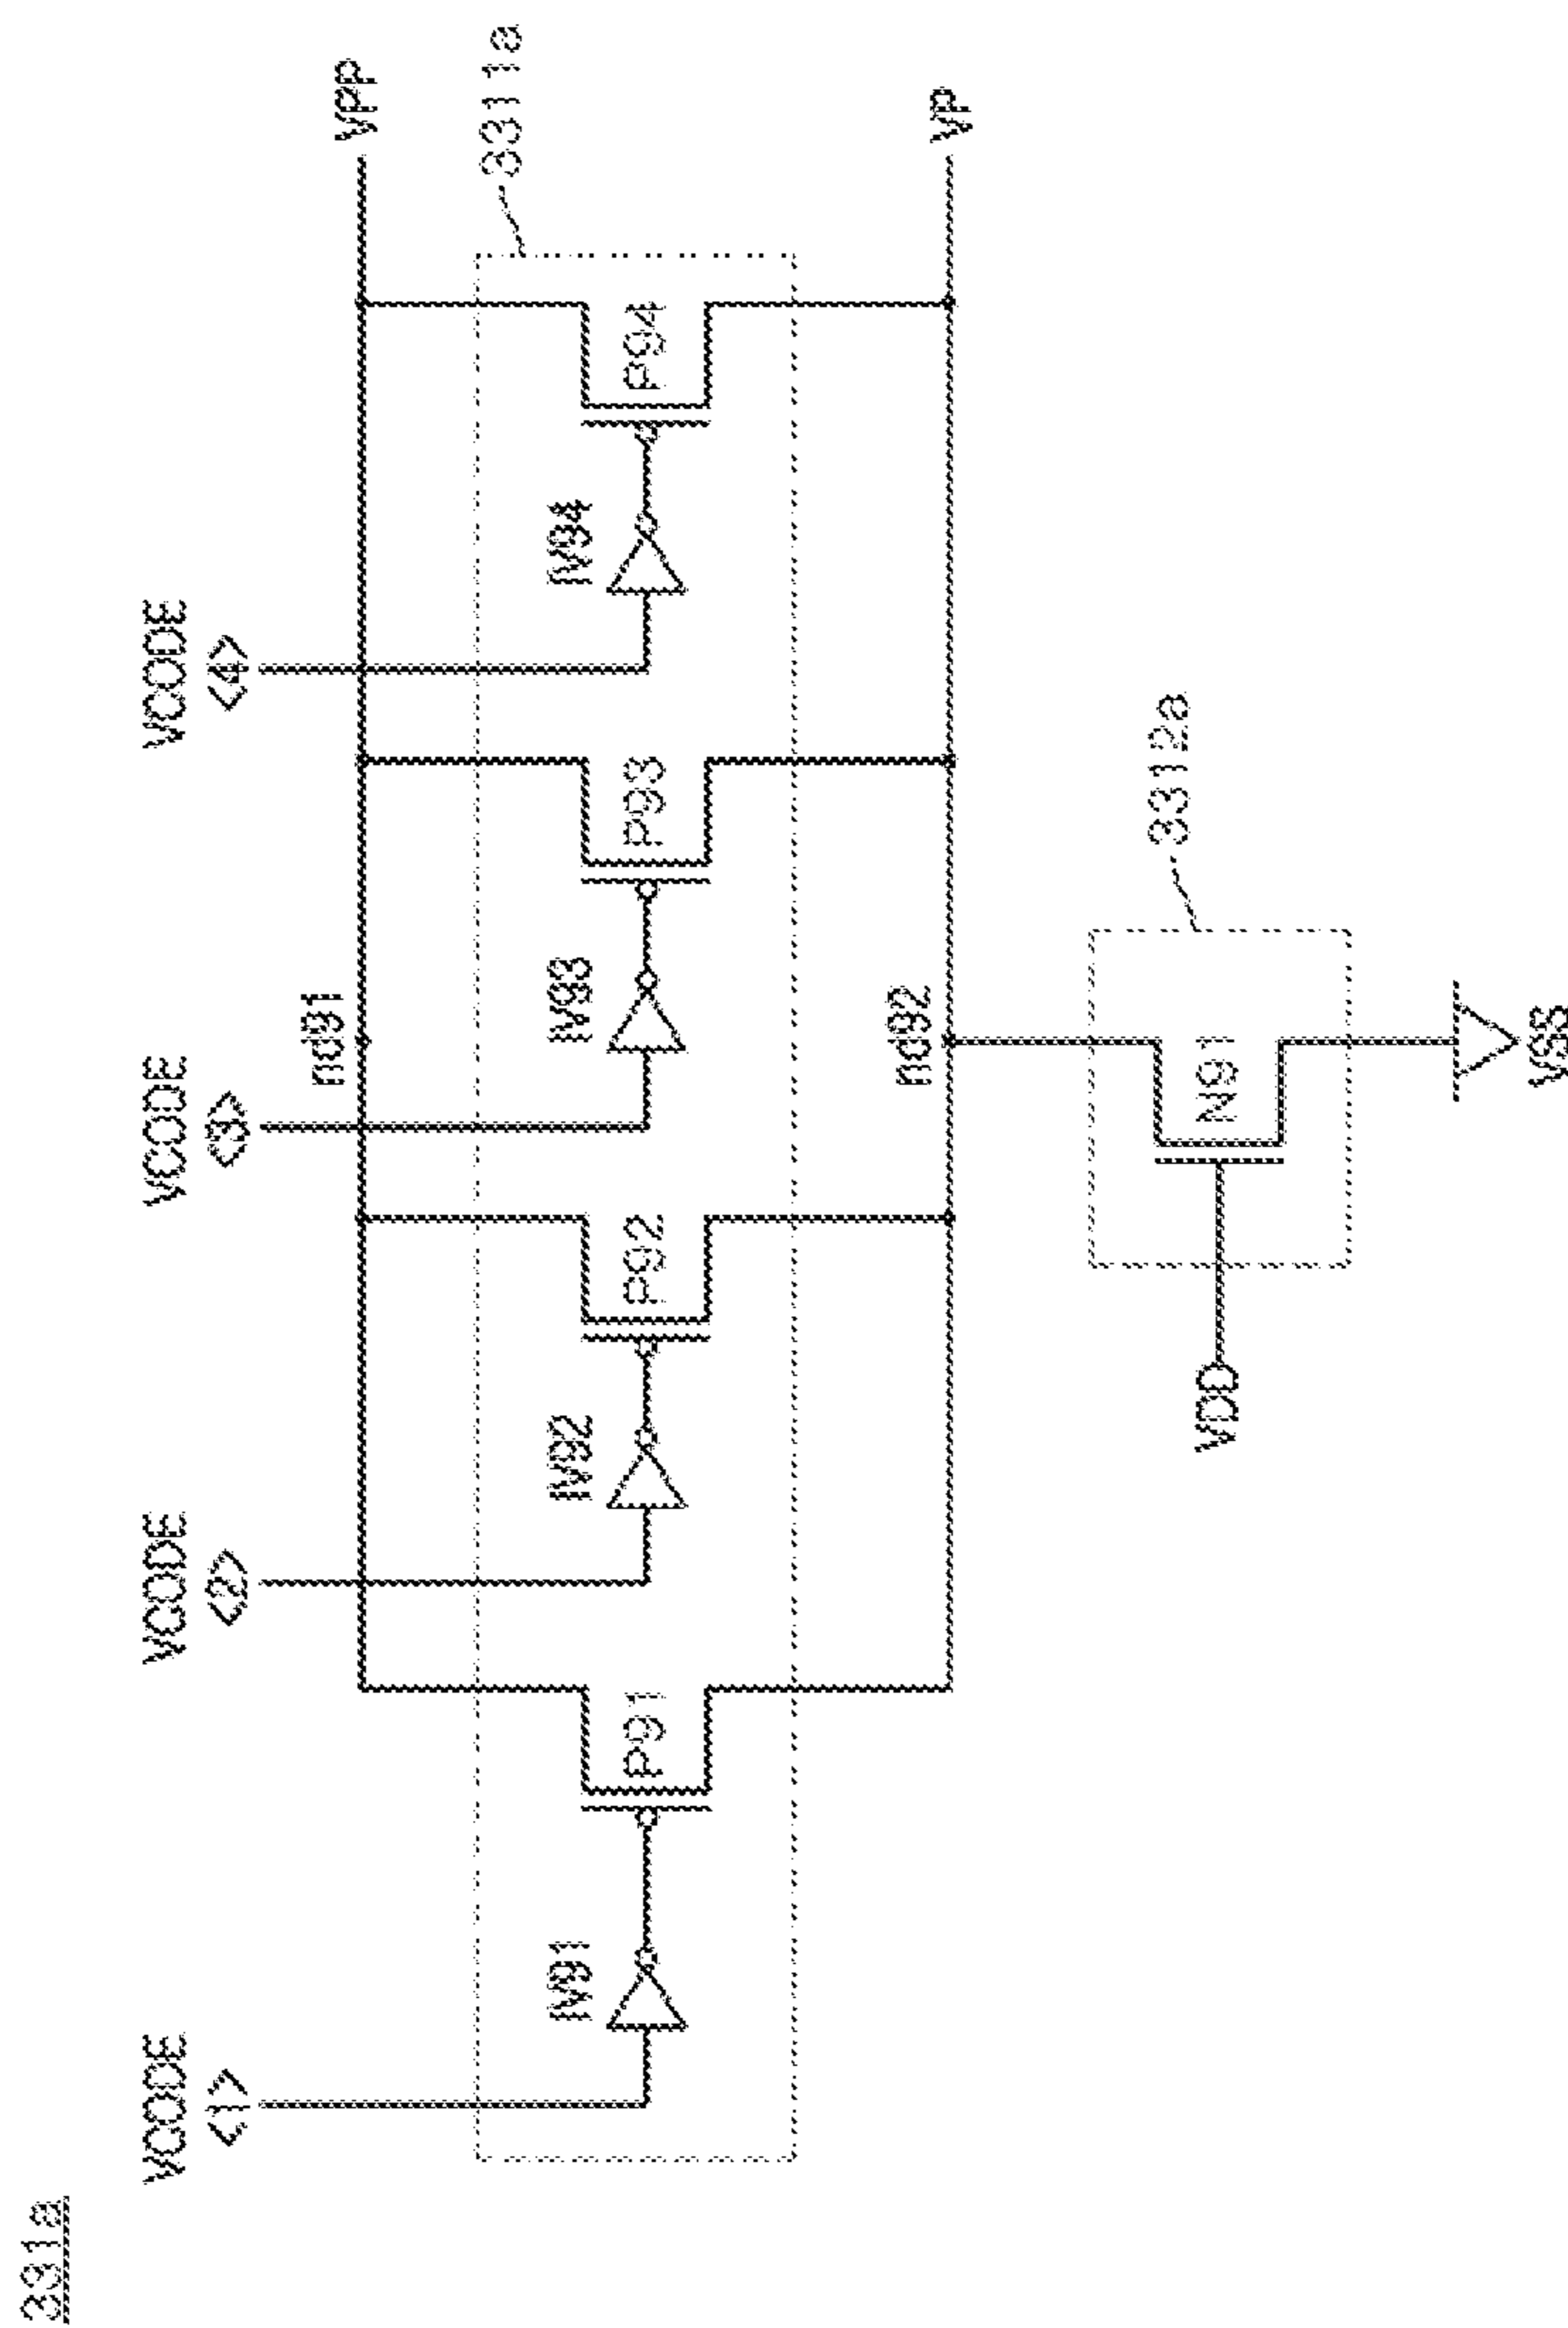 331a
VCODE
<1>
VCODE
<2>
VCODE
<3>
VCODE
<4>
nd91
VPP
3311a
IV91
P91
IV92
P92
IV93
P93
IV94
P94
nd92
VP
3312a
VDD
N91
VSS